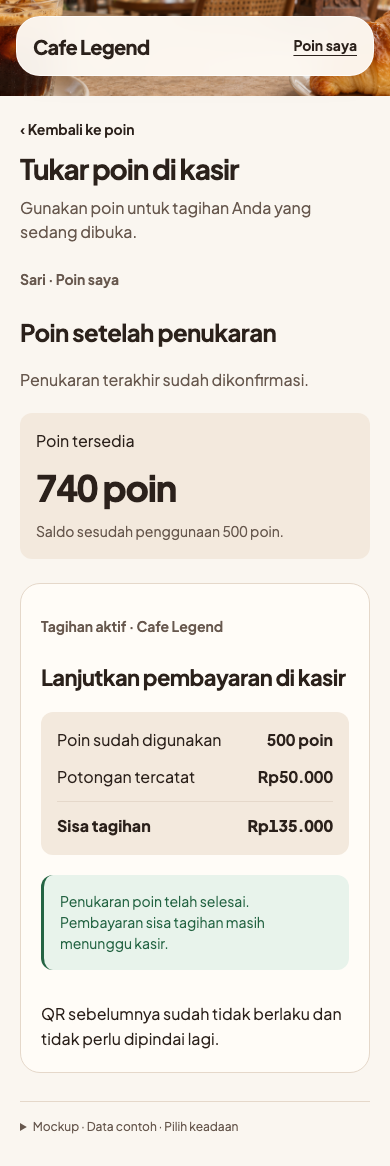 Cafe Legend
Poin saya
‹ Kembali ke poin
Tukar poin di kasir
Gunakan poin untuk tagihan Anda yang
sedang dibuka.
Sari · Poin saya
Poin setelah penukaran
Penukaran terakhir sudah dikonfirmasi.
Poin tersedia
740 poin
Saldo sesudah penggunaan 500 poin.
Tagihan aktif · Cafe Legend
Lanjutkan pembayaran di kasir
Poin sudah digunakan 500 poin
Potongan tercatat Rp50.000
Sisa tagihan Rp135.000
Penukaran poin telah selesai.
Pembayaran sisa tagihan masih
menunggu kasir.
QR sebelumnya sudah tidak berlaku dan
tidak perlu dipindai lagi.
▶ Mockup · Data contoh · Pilih keadaan